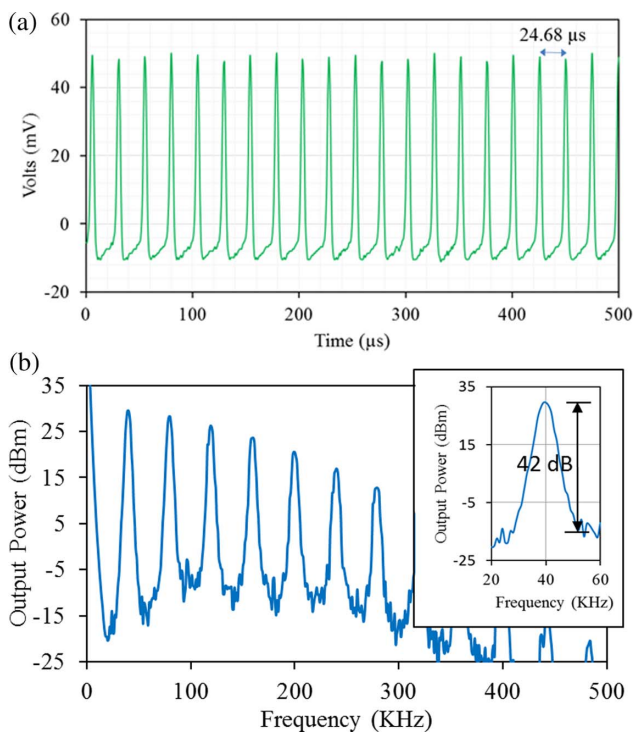 (a)
60
40
20
0
-20
Volts (mV)
24.68 µs
0 100 200 300 400 500
Time (µs)
(b)
35
25
15
5
-5
-15
-25
Output Power (dBm)
0 100 200 300 400 500
Frequency (KHz)
35
15
-5
-25
Output Power (dBm)
42 dB
20 40 60
Frequency (KHz)